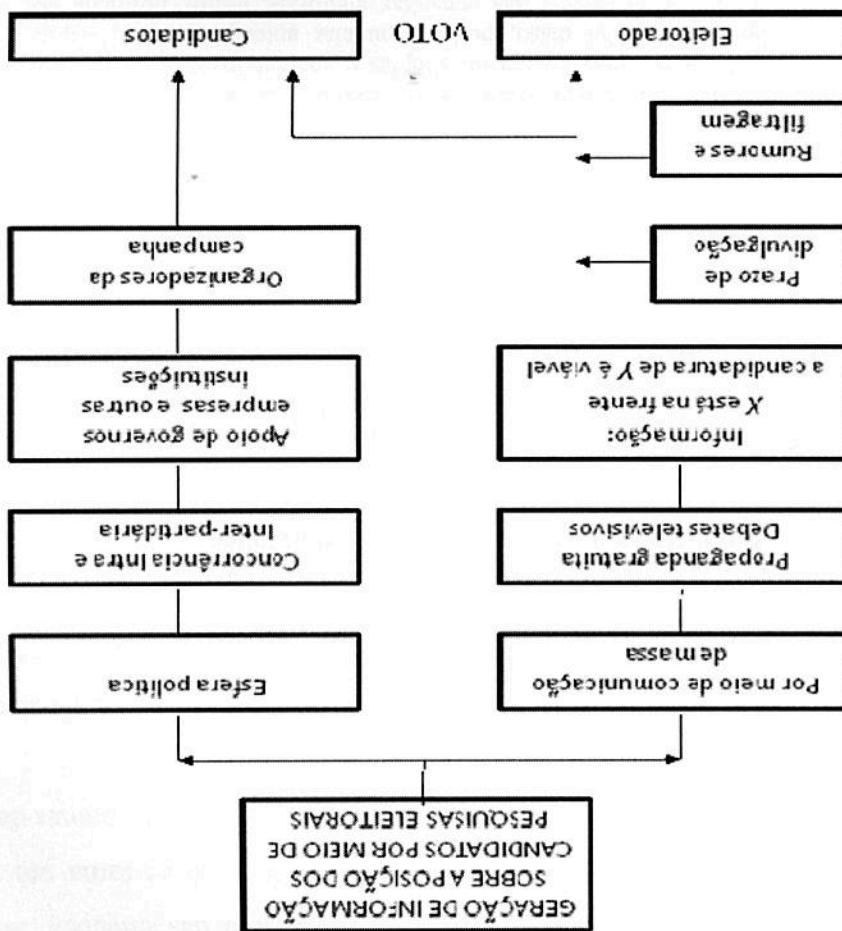 GERAÇÃO DE INFORMAÇÃO
SOBRE A POSIÇÃO DOS
CANDIDATOS POR MEIO DE
PESQUISAS ELEITORAIS
Por meio de comunicação
de massa
Propaganda gratuita
Debates televisivos
Informação:
X está na frente
a candidatura de Y é viável
Prazo de
divulgação
Rumores e
filtragem
Eleitorado
VOTO
Esfera política
Concorrência Intra e
Inter-partidária
Apoio de governos
empresas e outras
instituições
Organizadores da
campanha
Candidatos